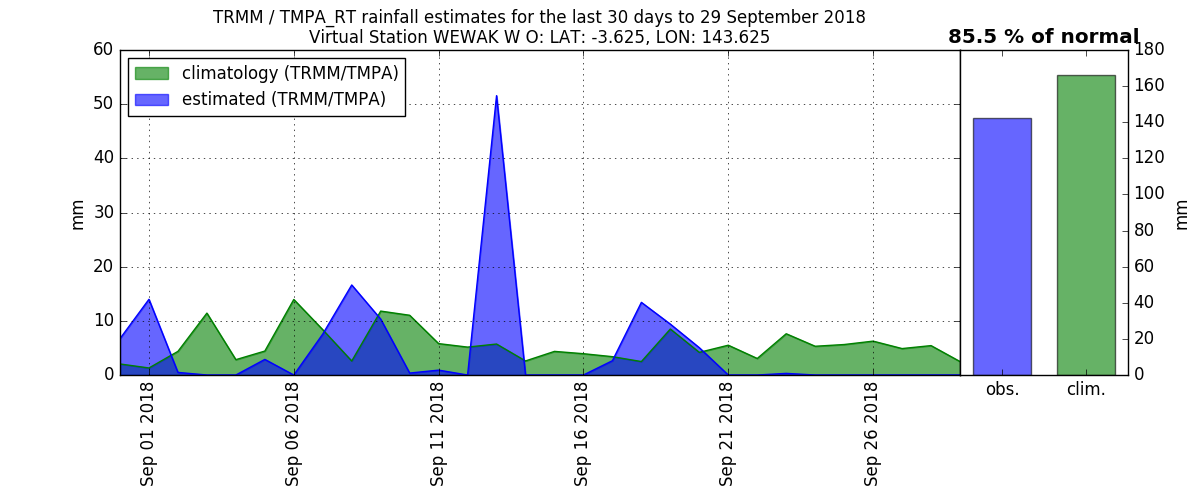 TRMM / TMPA_RT rainfall estimates for the last 30 days to 29 September 2018
Virtual Station WEWAK W O: LAT: -3.625, LON: 143.625
85.5 % of normal
climatology (TRMM/TMPA)
estimated (TRMM/TMPA)
60
50
40
30
20
10
0
mm
Sep 01 2018
Sep 06 2018
Sep 11 2018
Sep 16 2018
Sep 21 2018
Sep 26 2018
180
160
140
120
100
80
60
40
20
0
mm
obs.
clim.